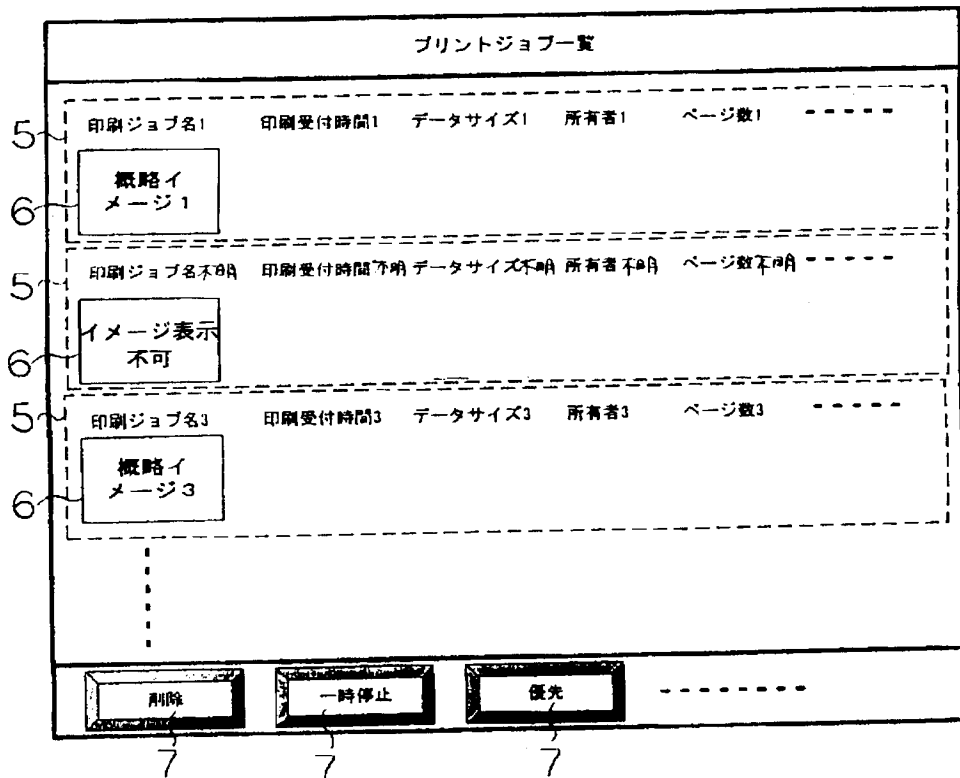 プリントジョブ一覧
5 印刷ジョブ名1 印刷受付時間1 データサイズ1 所有者1 ページ数1
6 概略イ
メージ1
5 印刷ジョブ名不明 印刷受付時間不明 データサイズ不明 所有者不明 ページ数不明
6 イメージ表示
不可
5 印刷ジョブ名3 印刷受付時間3 データサイズ3 所有者3 ページ数3
6 概略イ
メージ3
削除 一時停止 優先
7 7 7